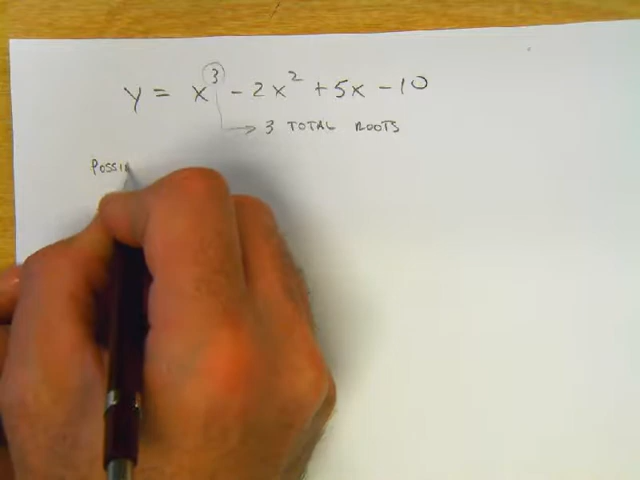 y = x³ - 2x² + 5x - 10
3 TOTAL ROOTS
POSSI